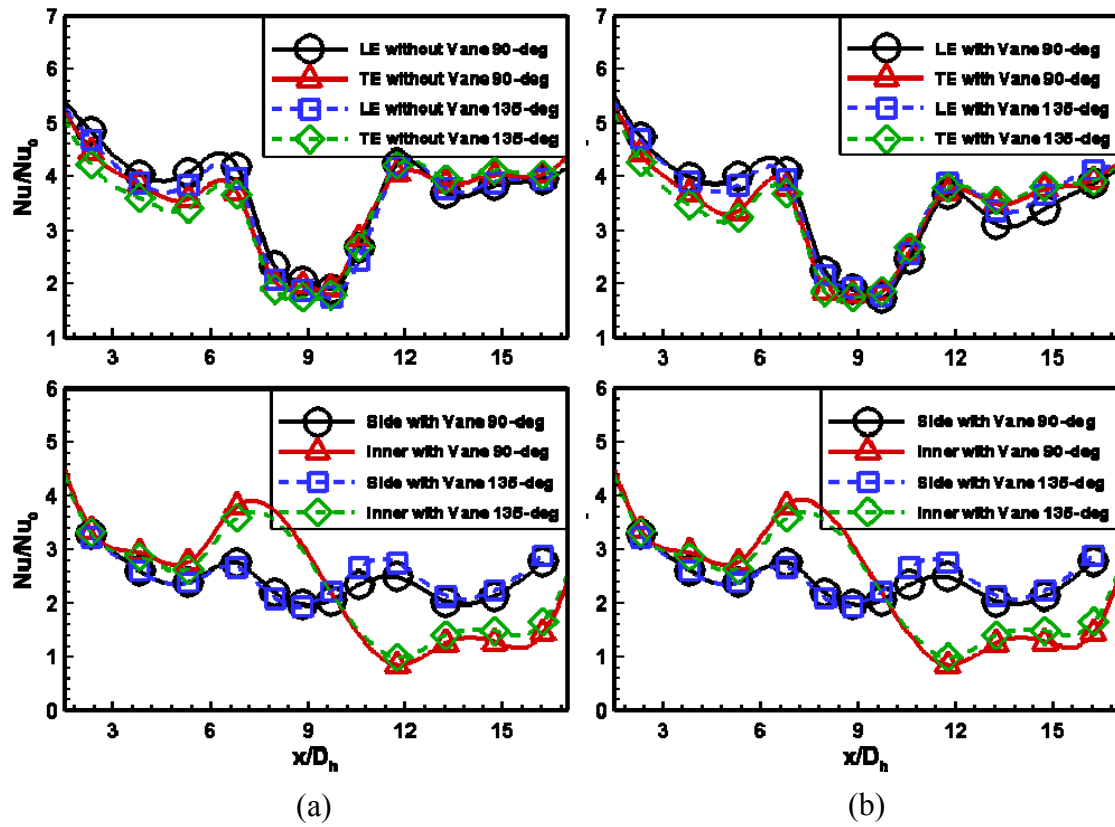 7
6
5
4
3
2
1
Nu/Nu₀
LE without Vane 90-deg
TE without Vane 90-deg
LE without Vane 135-deg
TE without Vane 135-deg
3 6 9 12 15
7
6
5
4
3
2
1
LE with Vane 90-deg
TE with Vane 90-deg
LE with Vane 135-deg
TE with Vane 135-deg
3 6 9 12 15
6
5
4
3
2
1
0
Nu/Nu₀
Side with Vane 90-deg
Inner with Vane 90-deg
Side with Vane 135-deg
Inner with Vane 135-deg
3 6 9 12 15
x/Dₕ
6
5
4
3
2
1
0
Side with Vane 90-deg
Inner with Vane 90-deg
Side with Vane 135-deg
Inner with Vane 135-deg
3 6 9 12 15
x/Dₕ
(a)
(b)